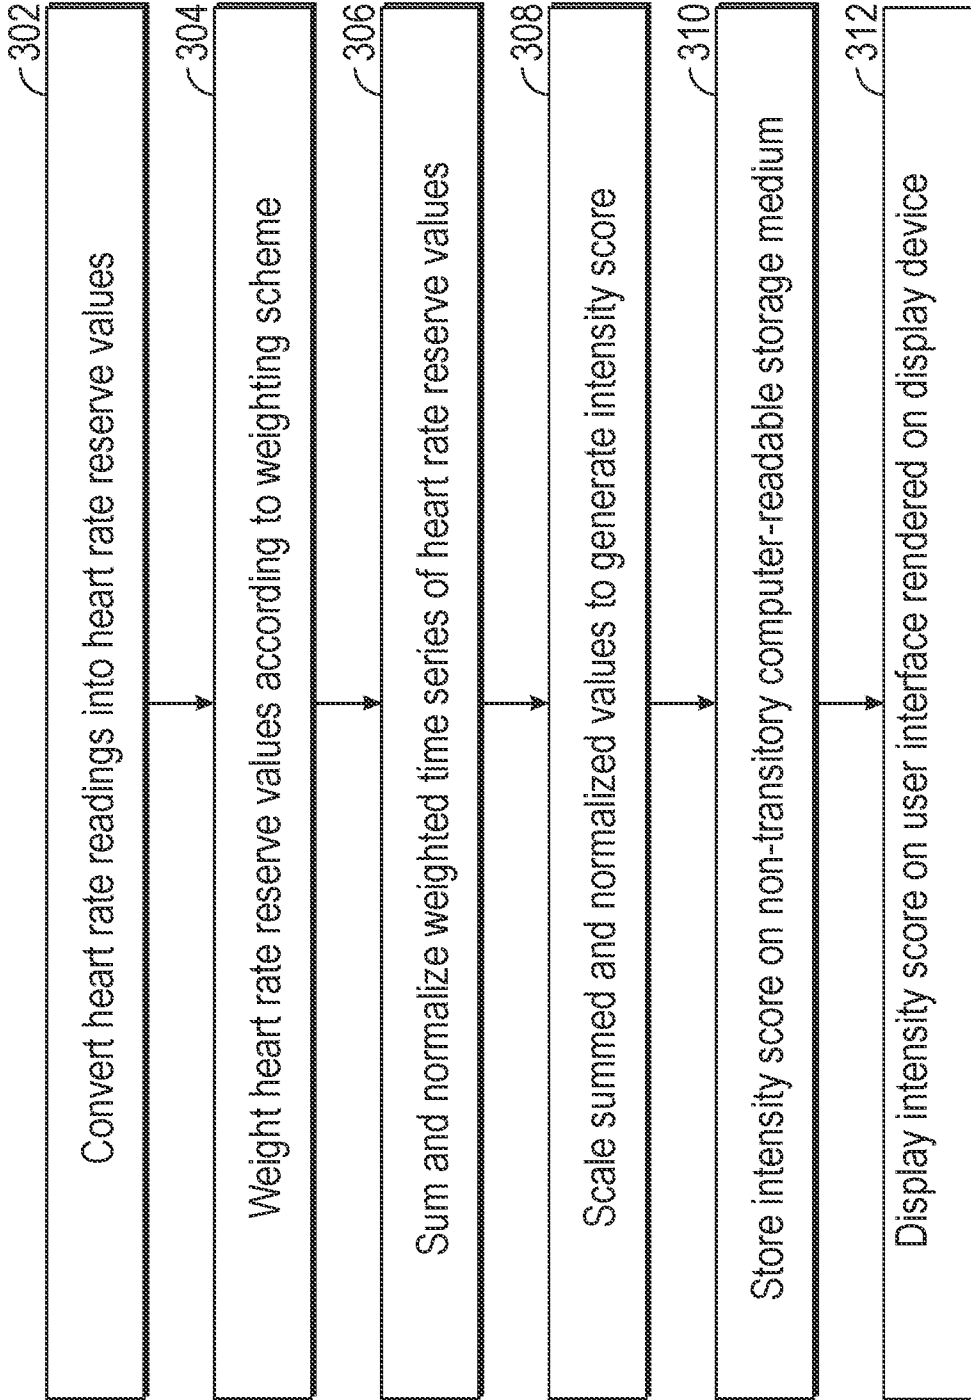 302
Convert heart rate readings into heart rate reserve values
304
Weight heart rate reserve values according to weighting scheme
306
Sum and normalize weighted time series of heart rate reserve values
308
Scale summed and normalized values to generate intensity score
310
Store intensity score on non-transitory computer-readable storage medium
312
Display intensity score on user interface rendered on display device